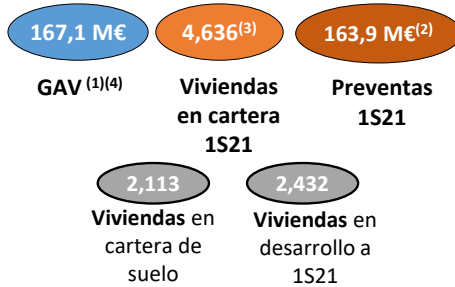 167,1 M€
4,636(3)
163,9 M€(2)
GAV (1)(4)
Viviendas
en cartera
1S21
Preventas
1S21
2,113
2,432
Viviendas en
cartera de
suelo
Viviendas en
desarrollo a
1S21